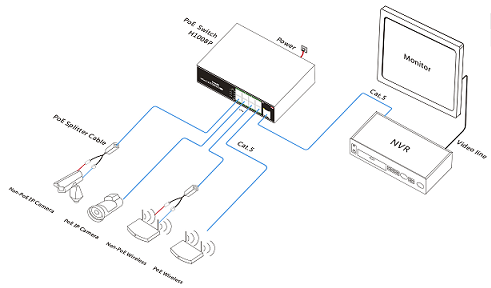 PoE Switch
H1008P
Power
Monitor
Cat.5
NVR
Video line
PoE Splitter Cable
Cat.5
Non-PoE IP Camera
PoE IP Camera
Non-PoE Wireless
PoE Wireless